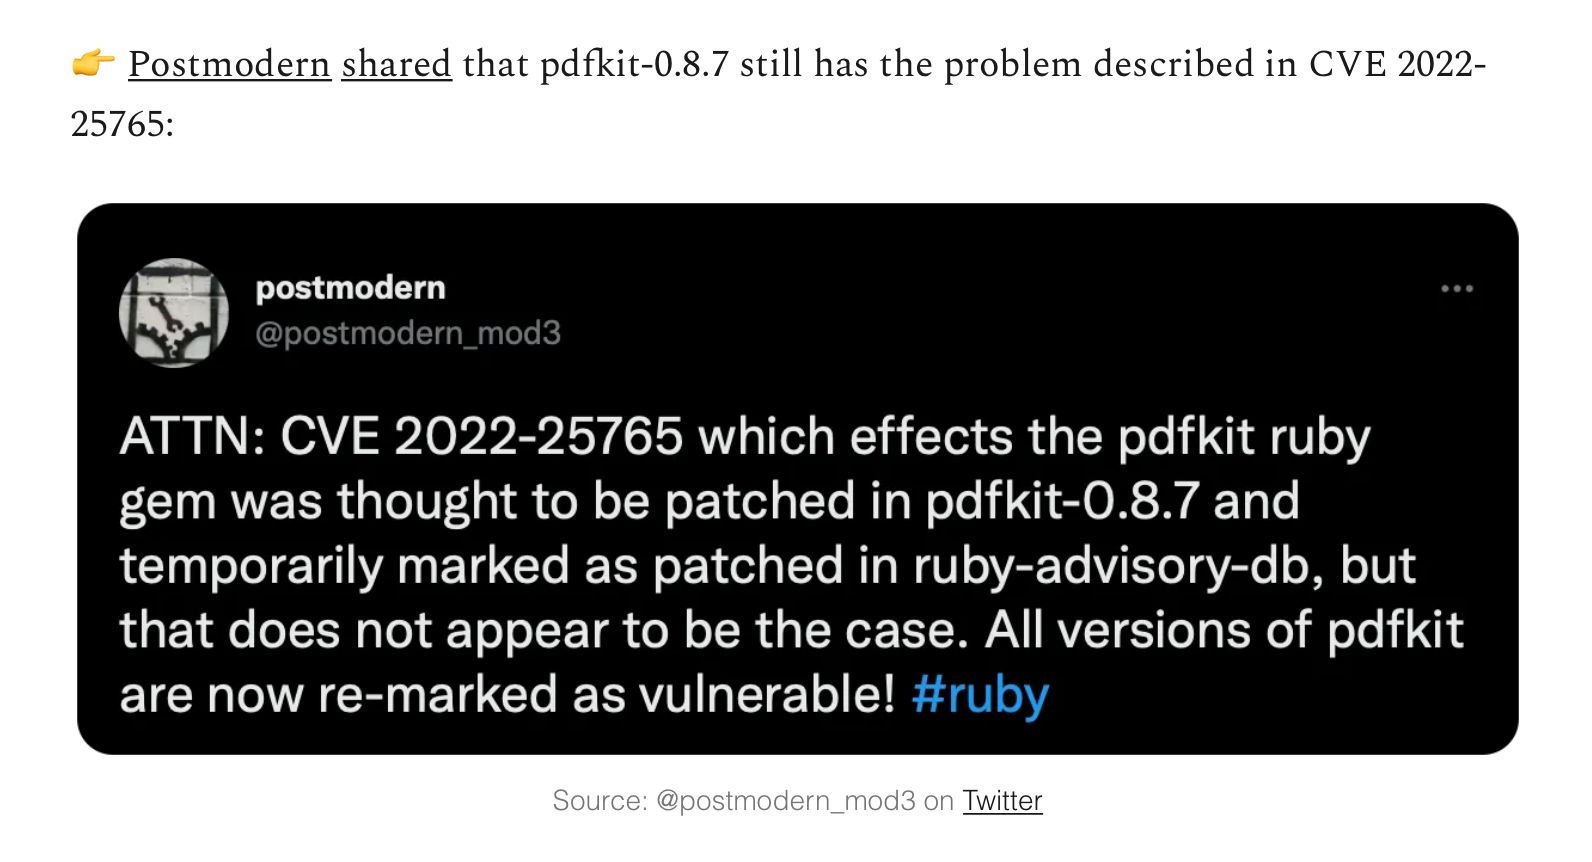 👉 Postmodern shared that pdfkit-0.8.7 still has the problem described in CVE 2022-
25765:
postmodern
@postmodern_mod3
ATTN: CVE 2022-25765 which effects the pdfkit ruby
gem was thought to be patched in pdfkit-0.8.7 and
temporarily marked as patched in ruby-advisory-db, but
that does not appear to be the case. All versions of pdfkit
are now re-marked as vulnerable! #ruby
Source: @postmodern_mod3 on Twitter